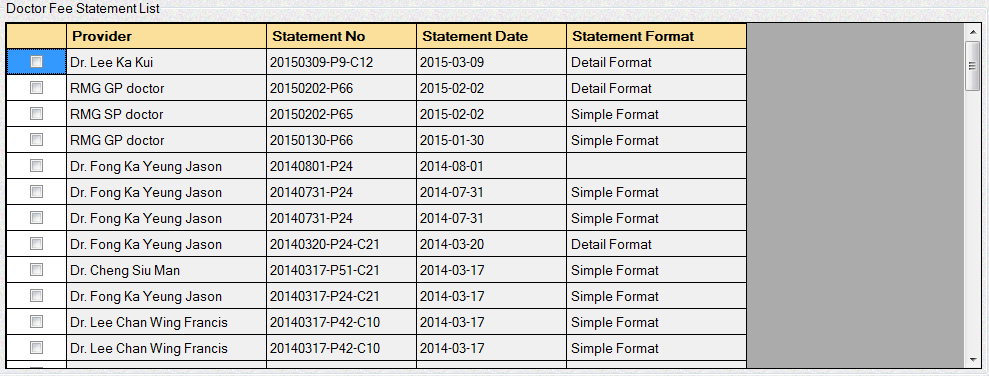 Doctor Fee Statement List
Provider Statement No Statement Date Statement Format
Dr. Lee Ka Kui 20150309-P9-C12 2015-03-09 Detail Format
RMG GP doctor 20150202-P66 2015-02-02 Detail Format
RMG SP doctor 20150202-P65 2015-02-02 Simple Format
RMG GP doctor 20150130-P66 2015-01-30 Simple Format
Dr. Fong Ka Yeung Jason 20140801-P24 2014-08-01
Dr. Fong Ka Yeung Jason 20140731-P24 2014-07-31 Simple Format
Dr. Fong Ka Yeung Jason 20140731-P24 2014-07-31 Simple Format
Dr. Fong Ka Yeung Jason 20140320-P24-C21 2014-03-20 Detail Format
Dr. Cheng Siu Man 20140317-P51-C21 2014-03-17 Simple Format
Dr. Fong Ka Yeung Jason 20140317-P24-C21 2014-03-17 Simple Format
Dr. Lee Chan Wing Francis 20140317-P42-C10 2014-03-17 Simple Format
Dr. Lee Chan Wing Francis 20140317-P42-C10 2014-03-17 Simple Format